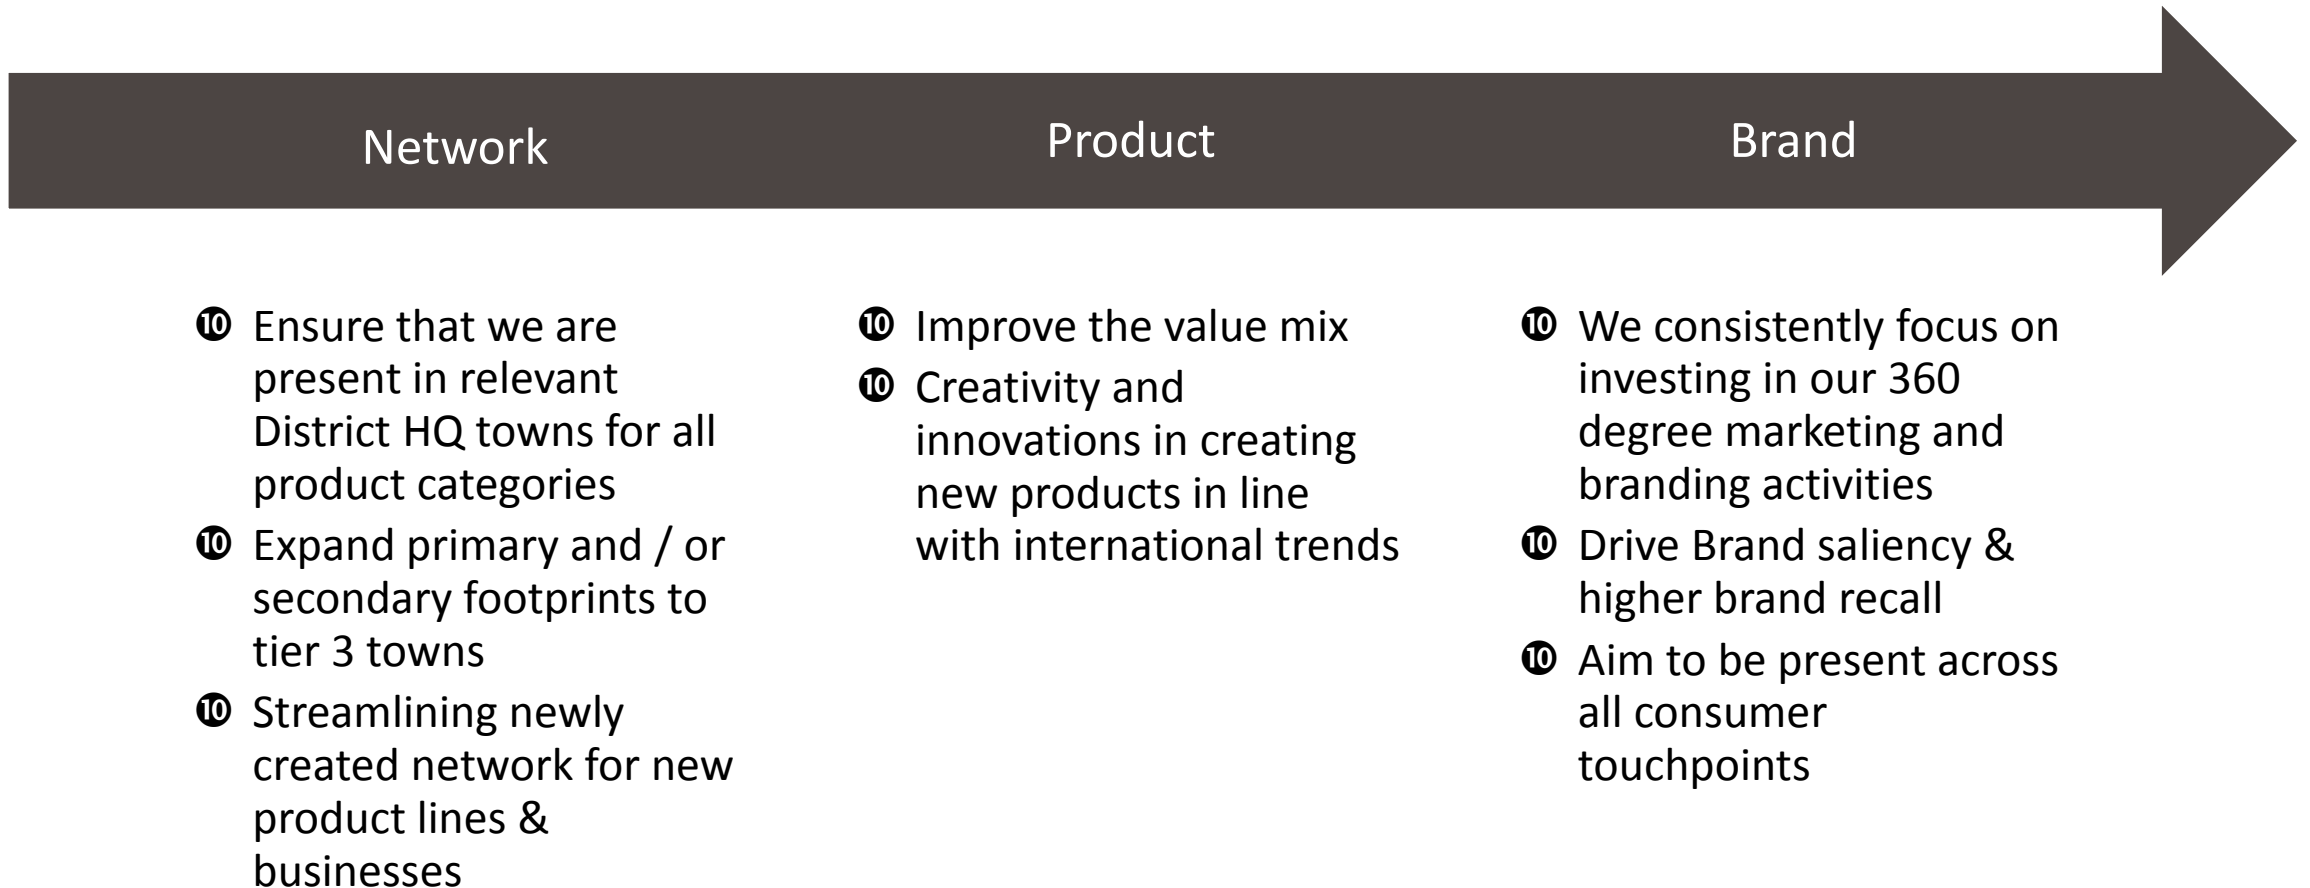 Network
Product
Brand
❿ Ensure that we are
present in relevant
District HQ towns for all
product categories
❿ Expand primary and / or
secondary footprints to
tier 3 towns
❿ Streamlining newly
created network for new
product lines &
businesses
❿ Improve the value mix
❿ Creativity and
innovations in creating
new products in line
with international trends
❿ We consistently focus on
investing in our 360
degree marketing and
branding activities
❿ Drive Brand saliency &
higher brand recall
❿ Aim to be present across
all consumer
touchpoints